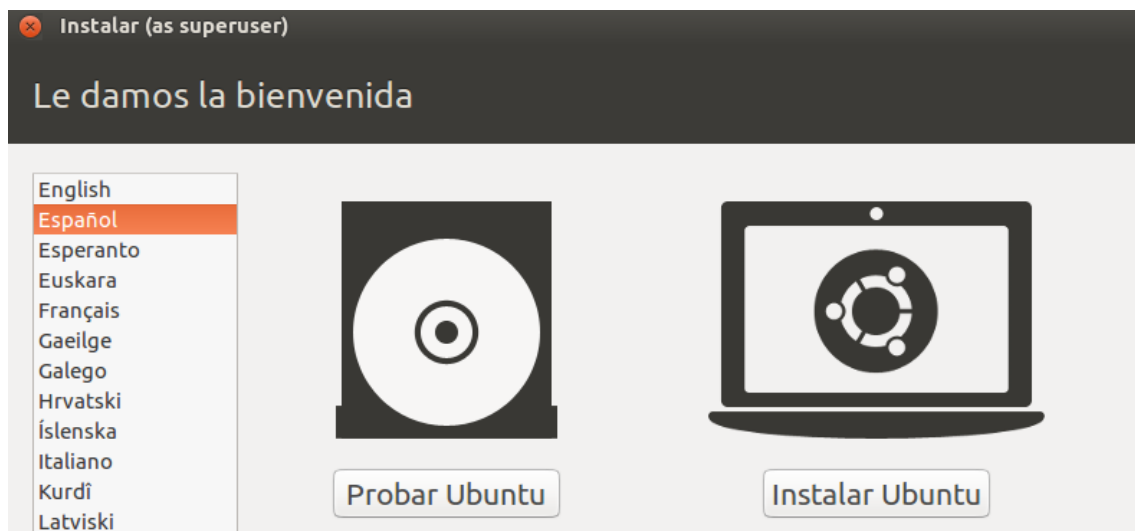 Instalar (as superuser)
Le damos la bienvenida
English
Español
Esperanto
Euskara
Français
Gaeilge
Galego
Hrvatski
Íslenska
Italiano
Kurdî
Latviski
Probar Ubuntu
Instalar Ubuntu